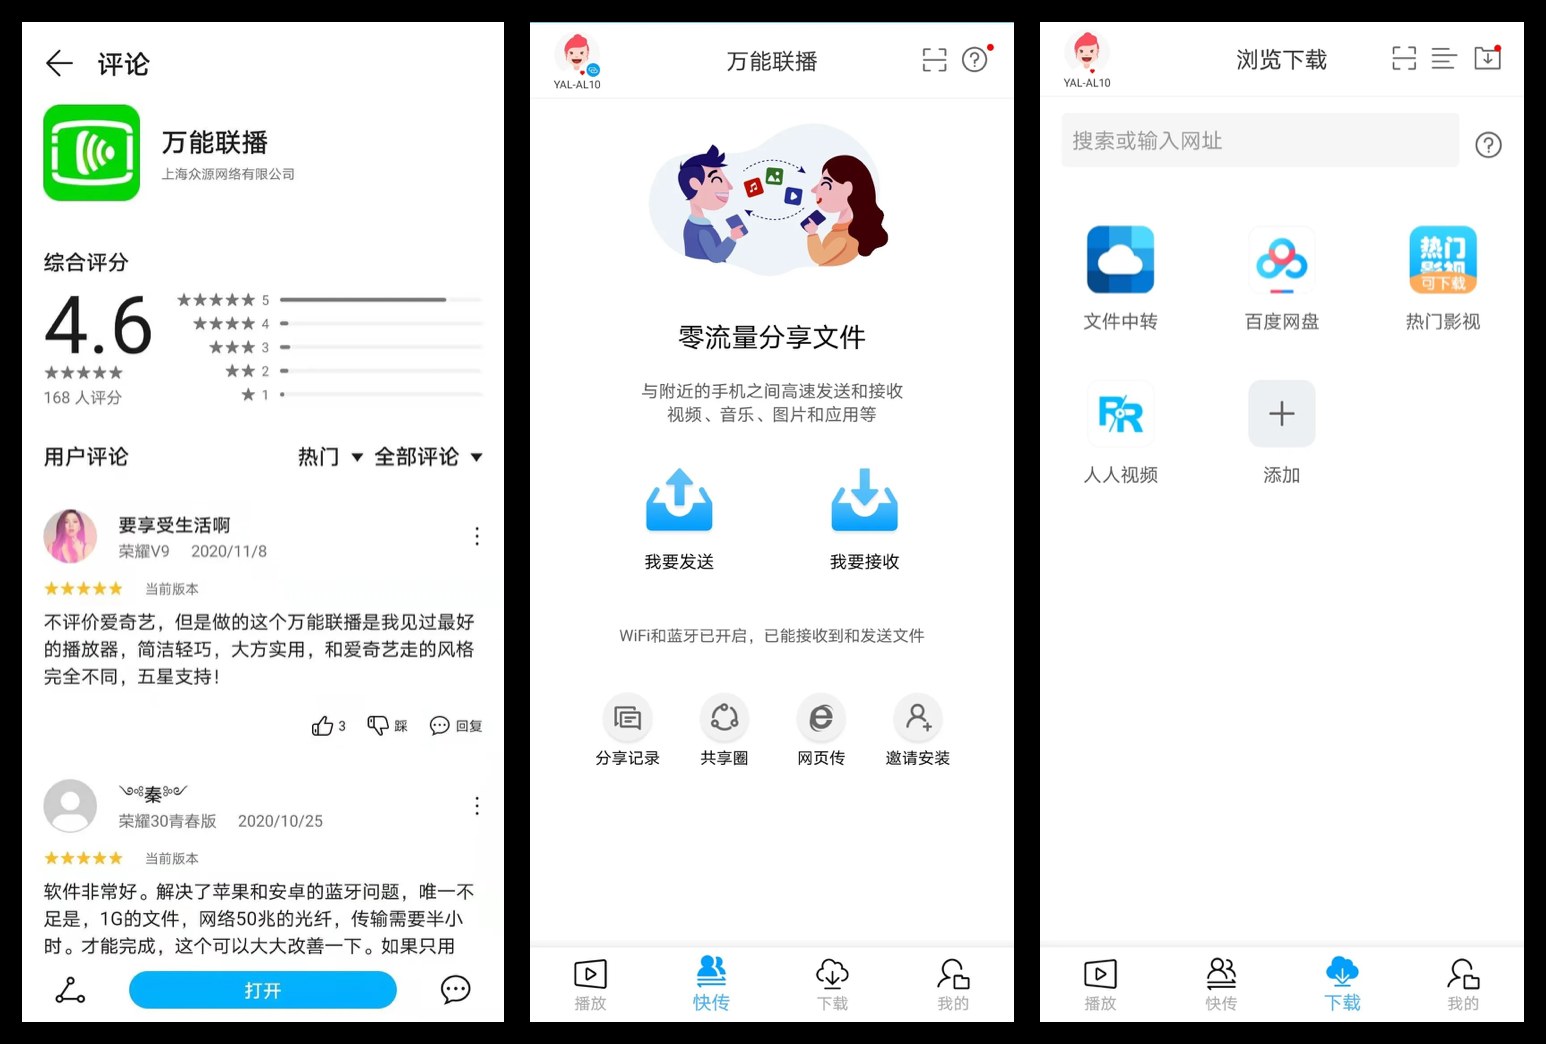 评论
万能联播
上海众源网络有限公司
综合评分
4.6
168 人评分
5
4
3
2
1
用户评论
热门
全部评论
要享受生活啊
荣耀V9 2020/11/8
当前版本
不评价爱奇艺，但是做的这个万能联播是我见过最好
的播放器，简洁轻巧，大方实用，和爱奇艺走的风格
完全不同，五星支持！
3 踩 回复
秦
荣耀30青春版 2020/10/25
当前版本
软件非常好。解决了苹果和安卓的蓝牙问题，唯一不
足是，1G的文件，网络50兆的光纤，传输需要半小
时。才能完成，这个可以大大改善一下。如果只用
打开
YAL-AL10
万能联播
零流量分享文件
与附近的手机之间高速发送和接收
视频、音乐、图片和应用等
我要发送 我要接收
WiFi和蓝牙已开启，已能接收到和发送文件
分享记录 共享圈 网页传 邀请安装
播放 快传 下载 我的
YAL-AL10
浏览下载
搜索或输入网址
热门
影视
可下载
文件中转 百度网盘 热门影视
RR
人人视频 添加
播放 快传 下载 我的